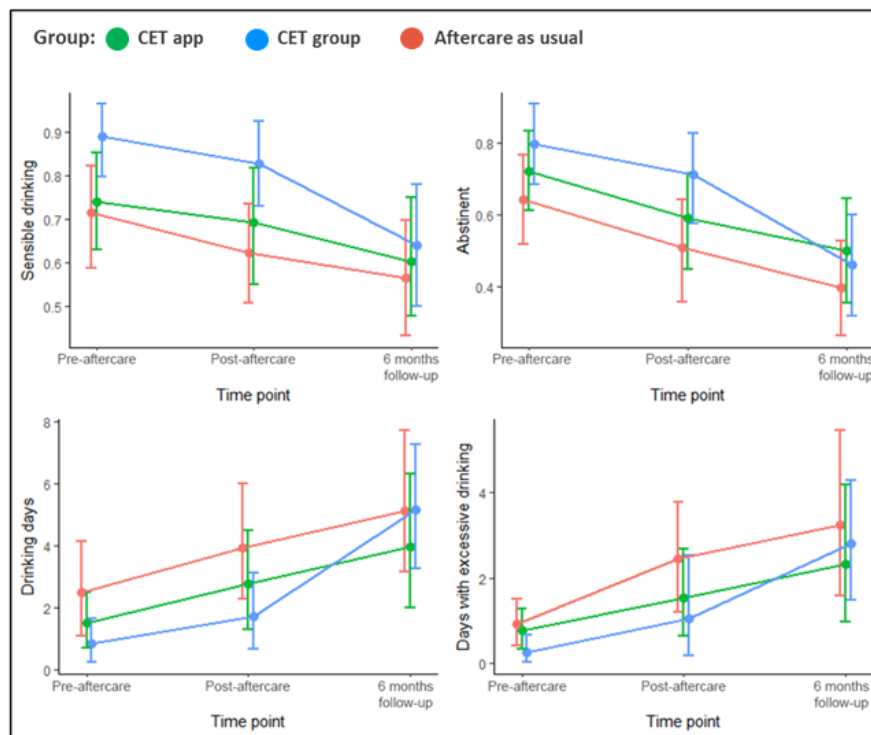 Group: CET app CET group Aftercare as usual
Sensible drinking
0.9
0.8
0.7
0.6
0.5
Pre-aftercare Post-aftercare 6 months
follow-up
Time point
Abstinent
0.8
0.6
0.4
Pre-aftercare Post-aftercare 6 months
follow-up
Time point
Drinking days
8
6
4
2
0
Pre-aftercare Post-aftercare 6 months
follow-up
Time point
Days with excessive drinking
4
2
0
Pre-aftercare Post-aftercare 6 months
follow-up
Time point